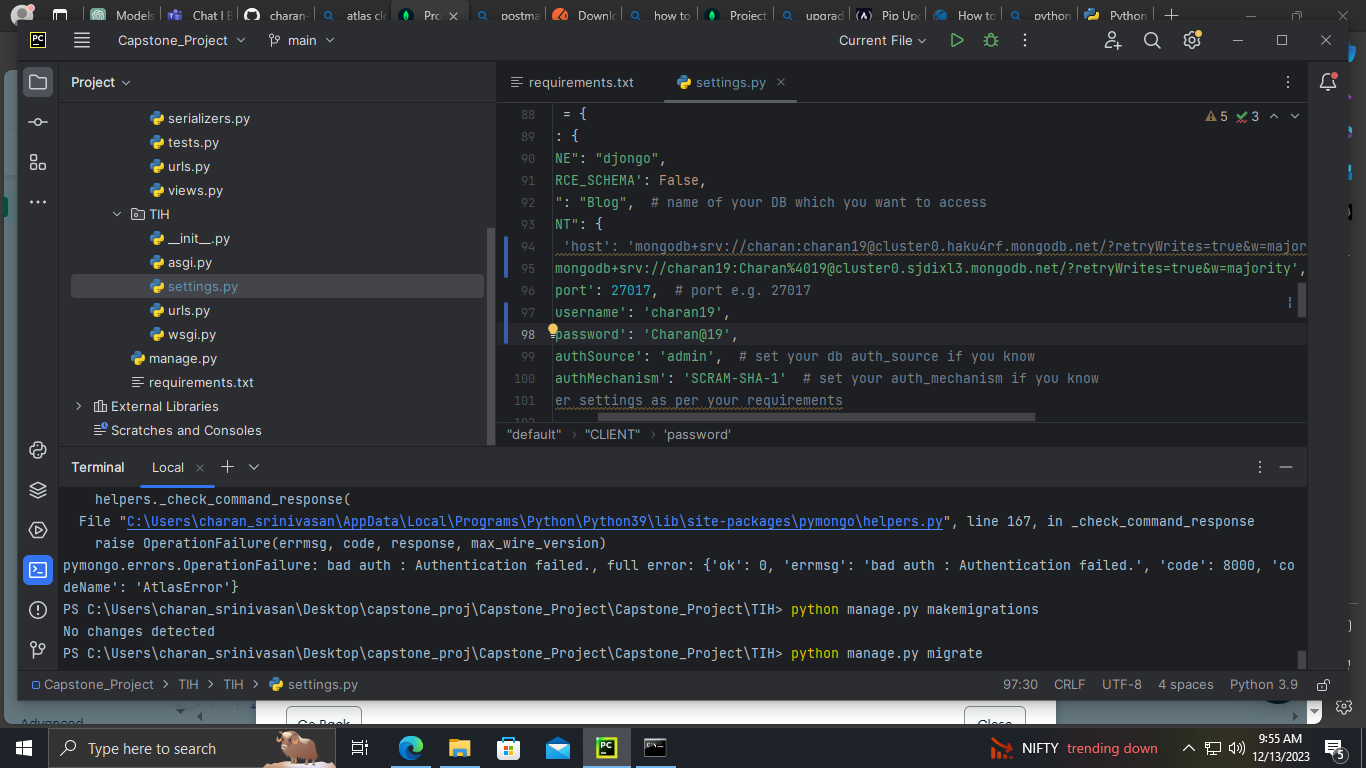 Models
Chat | B
charan-
atlas clo
Pro
postma
Downlo
how to
Project
upgrad
Pip Up
How to
python
Python
PC
Capstone_Project
main
Current File
Project
requirements.txt
settings.py
serializers.py
tests.py
urls.py
views.py
TIH
__init__.py
asgi.py
settings.py
urls.py
wsgi.py
manage.py
requirements.txt
External Libraries
Scratches and Consoles
5 3
88 = {
89 : {
90 NE": "djongo",
91 RCE_SCHEMA': False,
92 ": "Blog", # name of your DB which you want to access
93 NT": {
94 'host': 'mongodb+srv://charan:charan19@cluster0.haku4rf.mongodb.net/?retryWrites=true&w=major
95 mongodb+srv://charan19:Charan%4019@cluster0.sjdixl3.mongodb.net/?retryWrites=true&w=majority',
96 port': 27017, # port e.g. 27017
97 username': 'charan19',
98 password': 'Charan@19',
99 authSource': 'admin', # set your db auth_source if you know
100 authMechanism': 'SCRAM-SHA-1' # set your auth_mechanism if you know
101 er settings as per your requirements
"default" › "CLIENT" › 'password'
Terminal
Local
helpers._check_command_response(
File "C:\Users\charan_srinivasan\AppData\Local\Programs\Python\Python39\lib\site-packages\pymongo\helpers.py", line 167, in _check_command_response
raise OperationFailure(errmsg, code, response, max_wire_version)
pymongo.errors.OperationFailure: bad auth : Authentication failed., full error: {'ok': 0, 'errmsg': 'bad auth : Authentication failed.', 'code': 8000, 'co
deName': 'AtlasError'}
PS C:\Users\charan_srinivasan\Desktop\capstone_proj\Capstone_Project\Capstone_Project\TIH> python manage.py makemigrations
No changes detected
PS C:\Users\charan_srinivasan\Desktop\capstone_proj\Capstone_Project\Capstone_Project\TIH> python manage.py migrate
Capstone_Project › TIH › TIH › settings.py
97:30 CRLF UTF-8 4 spaces Python 3.9
Advanced
Go Back
Close
Type here to search
PC
NIFTY trending down
9:55 AM
12/13/2023
5